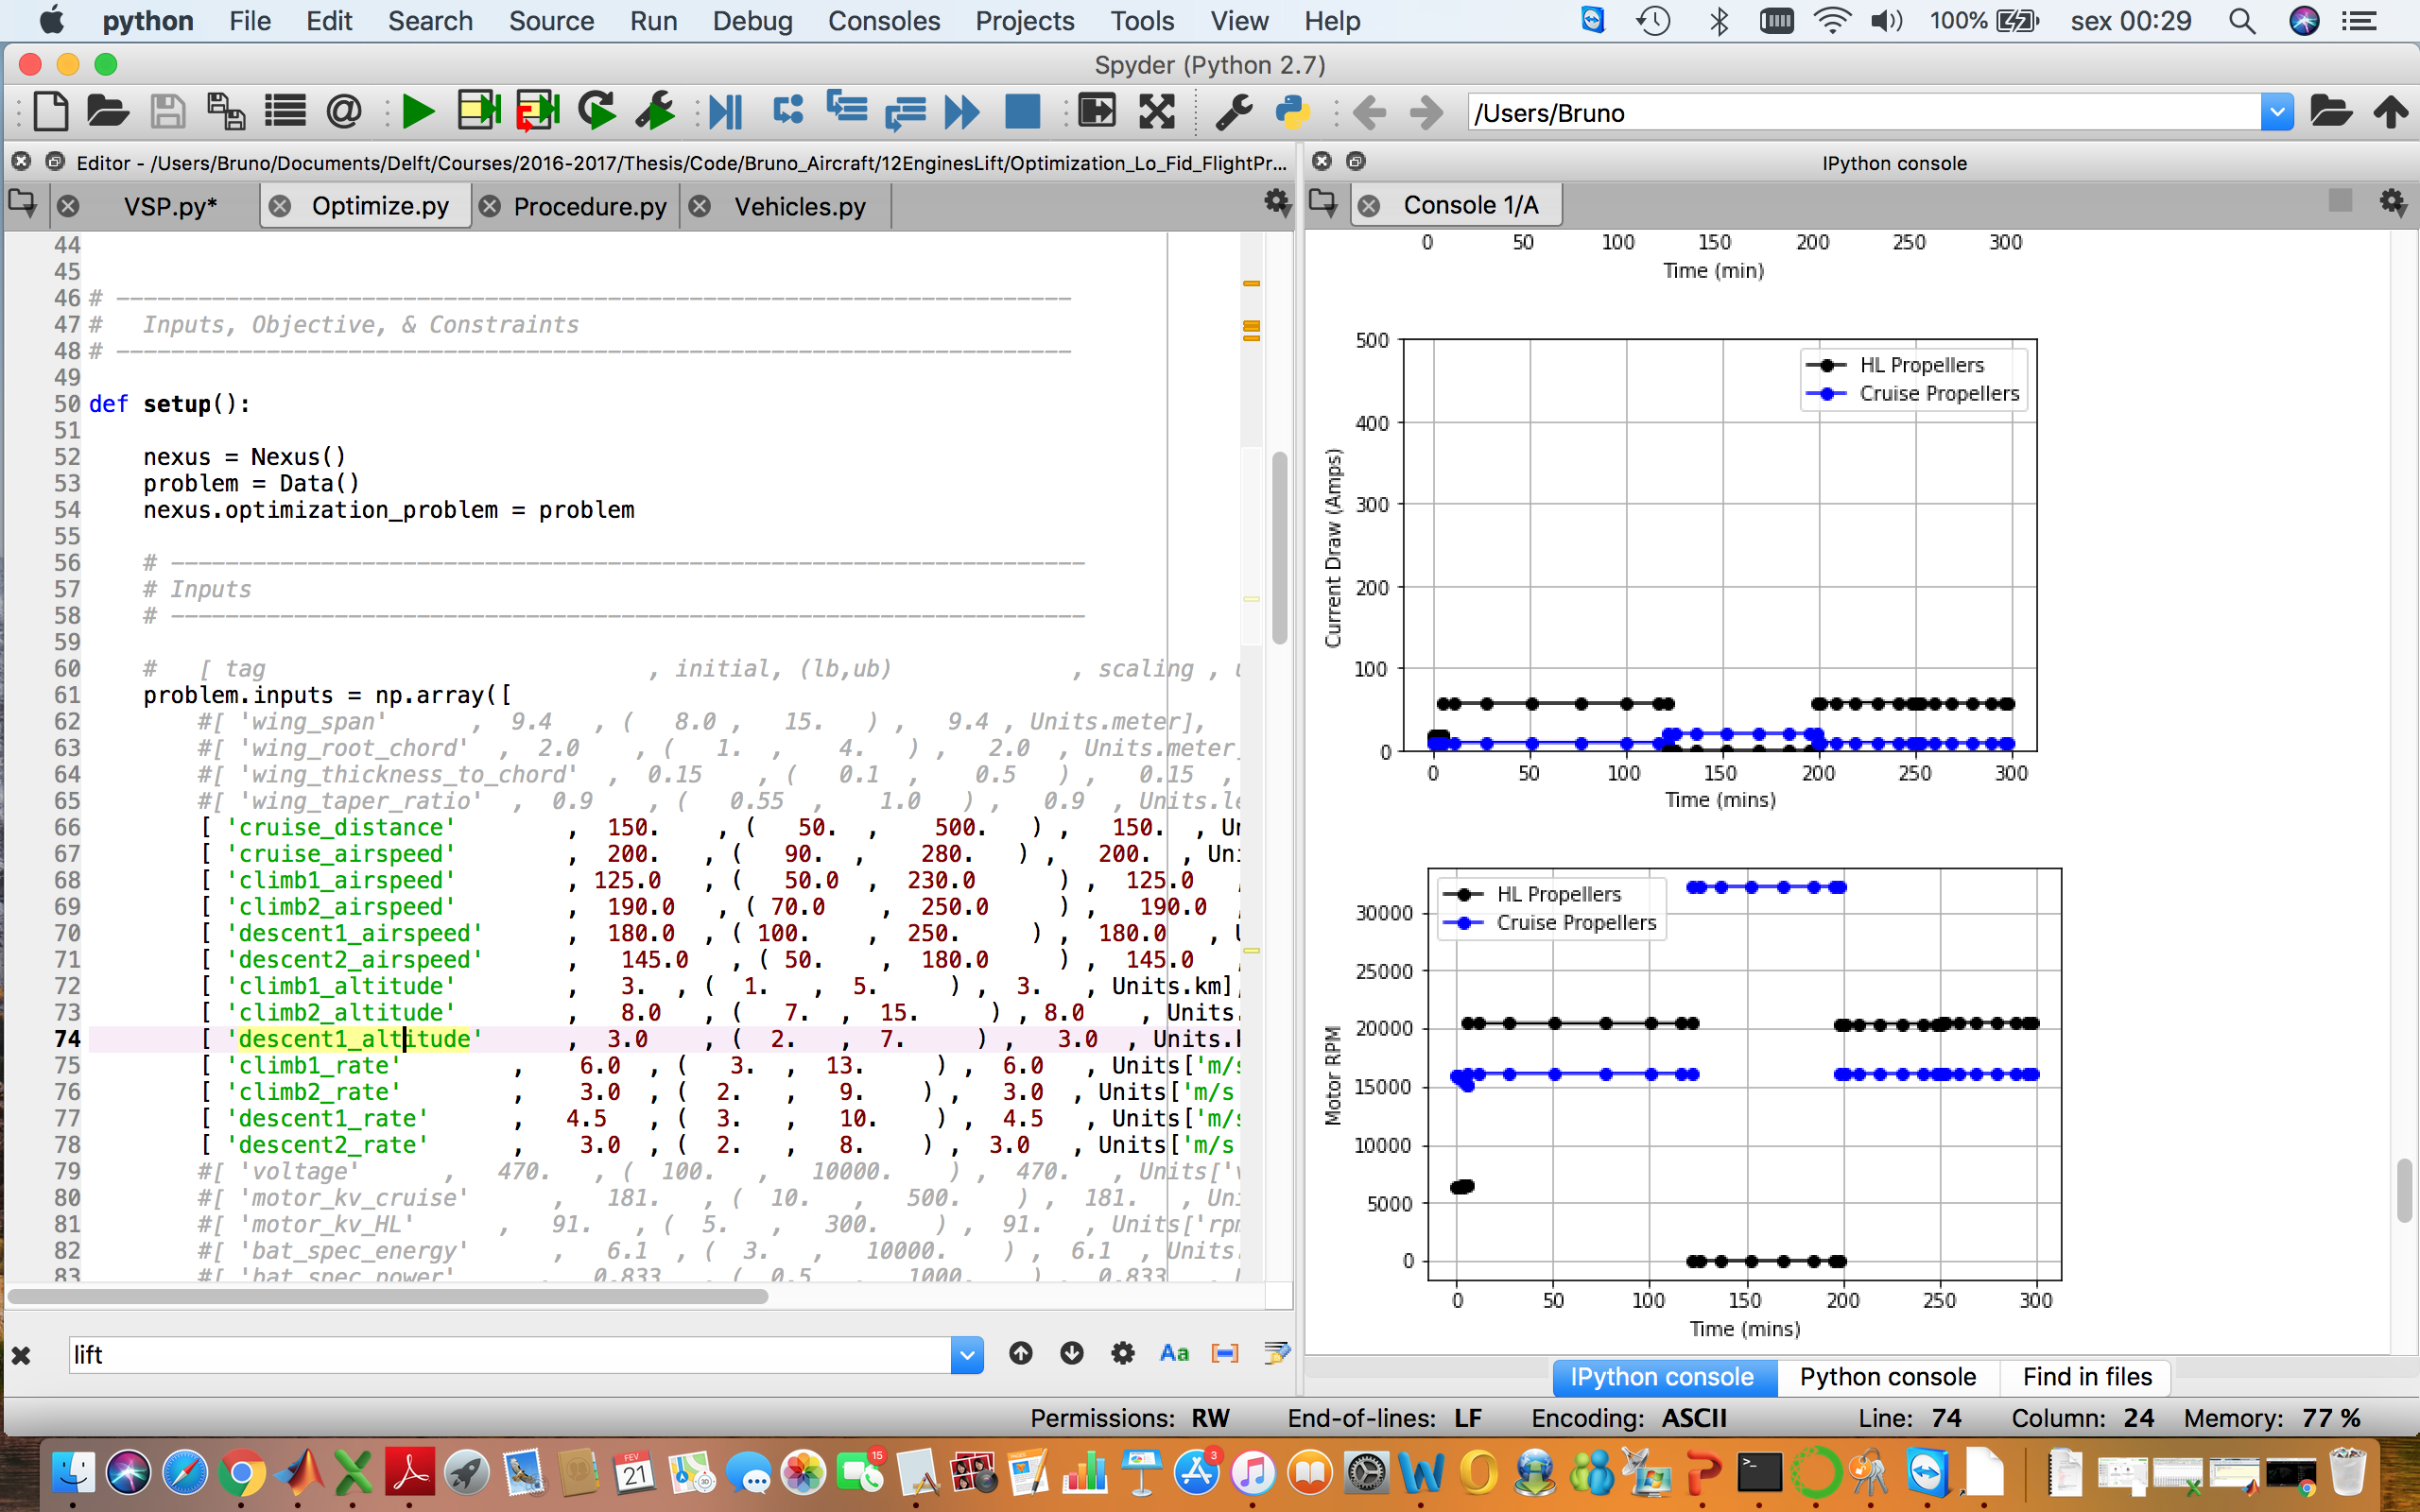 python File Edit Search Source Run Debug Consoles Projects Tools View Help 100% sex 00:29
Spyder (Python 2.7)
/Users/Bruno
Editor - /Users/Bruno/Documents/Delft/Courses/2016-2017/Thesis/Code/Bruno_Aircraft/12EnginesLift/Optimization_Lo_Fid_FlightPr...
VSP.py* Optimize.py Procedure.py Vehicles.py
44
45
46 # ----------------------------------------------------------------------
47 #   Inputs, Objective, & Constraints
48 # ----------------------------------------------------------------------
49
50 def setup():
51
52     nexus = Nexus()
53     problem = Data()
54     nexus.optimization_problem = problem
55
56     # -------------------------------------------------------------------
57     # Inputs
58     # -------------------------------------------------------------------
59
60     #   [ tag                            , initial, (lb,ub)             , scaling ,
61     problem.inputs = np.array([
62         #[ 'wing_span'      ,  9.4   , (   8.0 ,   15.   ) ,   9.4 , Units.meter],
63         #[ 'wing_root_chord'  ,  2.0    , (   1.  ,    4.   ) ,   2.0  , Units.meter]
64         #[ 'wing_thickness_to_chord'  ,  0.15    , (   0.1 ,    0.5   ) ,   0.15  ,
65         #[ 'wing_taper_ratio'  ,  0.9    , (   0.55  ,    1.0   ) ,   0.9  , Units.le
66         [ 'cruise_distance'        ,  150.    , (   50.  ,    500.   ) ,   150.  , Un
67         [ 'cruise_airspeed'        ,  200.   , (   90.  ,    280.   ) ,   200.  , Uni
68         [ 'climb1_airspeed'        , 125.0   , (   50.0  ,  230.0      ) ,  125.0   ,
69         [ 'climb2_airspeed'        ,  190.0   , ( 70.0    ,  250.0     ) ,   190.0  ,
70         [ 'descent1_airspeed'      ,  180.0  , ( 100.    ,  250.     ) ,  180.0   , U
71         [ 'descent2_airspeed'      ,   145.0   , ( 50.    ,  180.0     ) ,  145.0   ,
72         [ 'climb1_altitude'        ,   3.  , (  1.   ,  5.     ) ,  3.   , Units.km],
73         [ 'climb2_altitude'        ,   8.0   , (   7.  ,  15.     ) , 8.0    , Units.
74         [ 'descent1_altitude'      ,  3.0    , (  2.   ,  7.     ) ,   3.0  , Units.k
75         [ 'climb1_rate'        ,    6.0  , (   3.  ,  13.     ) ,  6.0   , Units['m/s
76         [ 'climb2_rate'        ,    3.0  , (  2.   ,   9.    ) ,   3.0  , Units['m/s
77         [ 'descent1_rate'      ,   4.5   , (  3.   ,   10.    ) ,  4.5   , Units['m/s
78         [ 'descent2_rate'      ,    3.0  , (  2.   ,   8.   ) ,  3.0   , Units['m/s
79         #[ 'voltage'      ,   470.   , (  100.   ,   10000.  ) ,  470.  , Units['v
80         #[ 'motor_kv_cruise'      ,   181.   , (  10.   ,   500.    ) ,  181.   , Uni
81         #[ 'motor_kv_HL'      ,   91.   , (  5.   ,   300.    ) ,  91.   , Units['rpm
82         #[ 'bat_spec_energy'      ,   6.1  , (  3.   ,   10000.    ) ,  6.1  , Units.
83         #[ 'bat_spec_power'      ,   0.833   , (  0.5   ,   1000.   ) ,  0.833   ,
lift
Aa
IPython console
Console 1/A
0 50 100 150 200 250 300
Time (min)
500
400
300
200
100
0
Current Draw (Amps)
HL Propellers
Cruise Propellers
0 50 100 150 200 250 300
Time (mins)
30000
25000
20000
15000
10000
5000
0
Motor RPM
HL Propellers
Cruise Propellers
0 50 100 150 200 250 300
Time (mins)
IPython console Python console Find in files
Permissions: RW End-of-lines: LF Encoding: ASCII Line: 74 Column: 24 Memory: 77 %
FEV
21
15
3